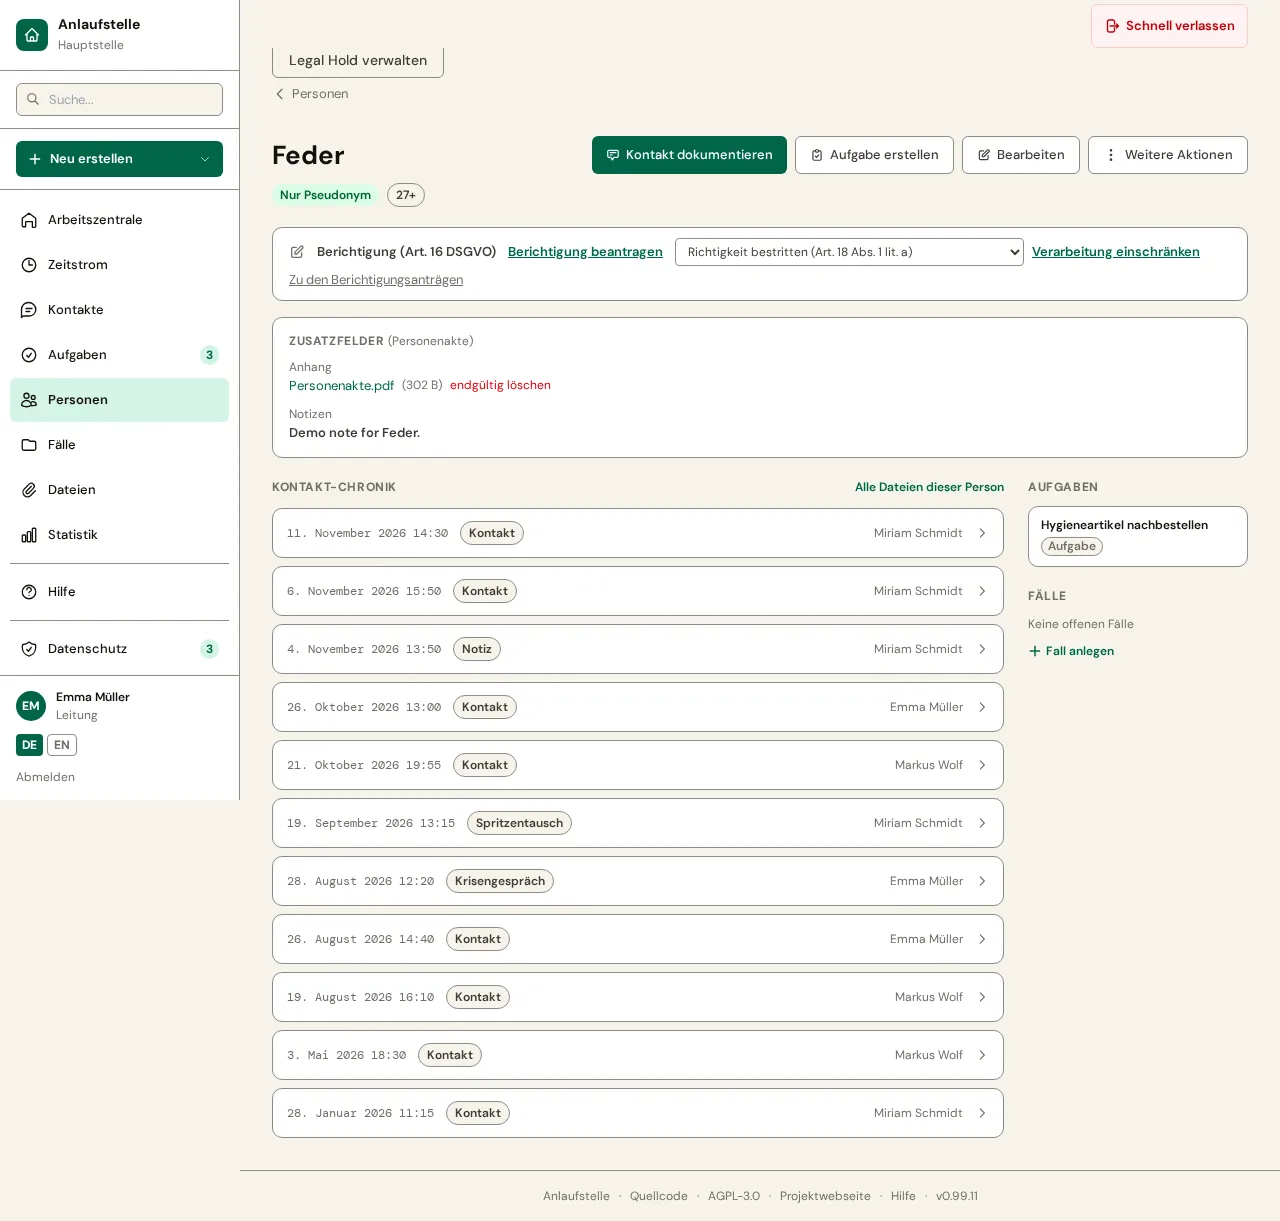 Anlaufstelle
Hauptstelle
Suche...
Neu erstellen
Arbeitszentrale
Zeitstrom
Kontakte
Aufgaben 3
Personen
Fälle
Dateien
Statistik
Hilfe
Datenschutz 3
EM Emma Müller
Leitung
DE EN
Abmelden
Schnell verlassen
Legal Hold verwalten
Personen
Feder
Kontakt dokumentieren Aufgabe erstellen Bearbeiten Weitere Aktionen
Nur Pseudonym 27+
Berichtigung (Art. 16 DSGVO) Berichtigung beantragen Richtigkeit bestritten (Art. 18 Abs. 1 lit. a) Verarbeitung einschränken
Zu den Berichtigungsanträgen
ZUSATZFELDER (Personenakte)
Anhang
Personenakte.pdf (302 B) endgültig löschen
Notizen
Demo note for Feder.
KONTAKT-CHRONIK Alle Dateien dieser Person
11. November 2026 14:30 Kontakt Miriam Schmidt
6. November 2026 15:50 Kontakt Miriam Schmidt
4. November 2026 13:50 Notiz Miriam Schmidt
26. Oktober 2026 13:00 Kontakt Emma Müller
21. Oktober 2026 19:55 Kontakt Markus Wolf
19. September 2026 13:15 Spritzentausch Miriam Schmidt
28. August 2026 12:20 Krisengespräch Emma Müller
26. August 2026 14:40 Kontakt Emma Müller
19. August 2026 16:10 Kontakt Markus Wolf
3. Mai 2026 18:30 Kontakt Markus Wolf
28. Januar 2026 11:15 Kontakt Miriam Schmidt
AUFGABEN
Hygieneartikel nachbestellen
Aufgabe
FÄLLE
Keine offenen Fälle
Fall anlegen
Anlaufstelle · Quellcode · AGPL-3.0 · Projektwebseite · Hilfe · v0.99.11